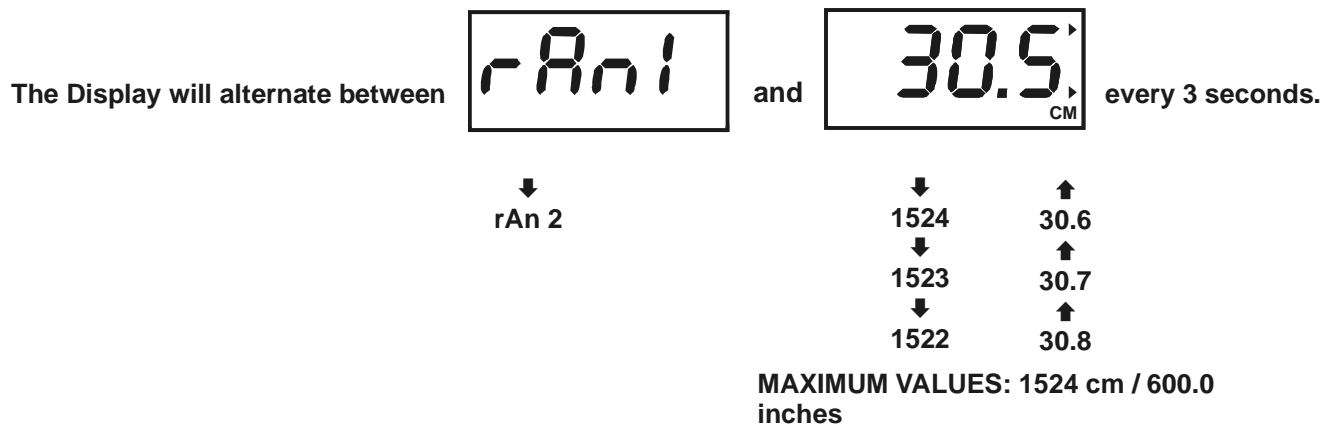 The Display will alternate between rAn1 and 30.5 CM every 3 seconds.
rAn 2 1524 30.6
1523 30.7
1522 30.8
MAXIMUM VALUES: 1524 cm / 600.0
inches